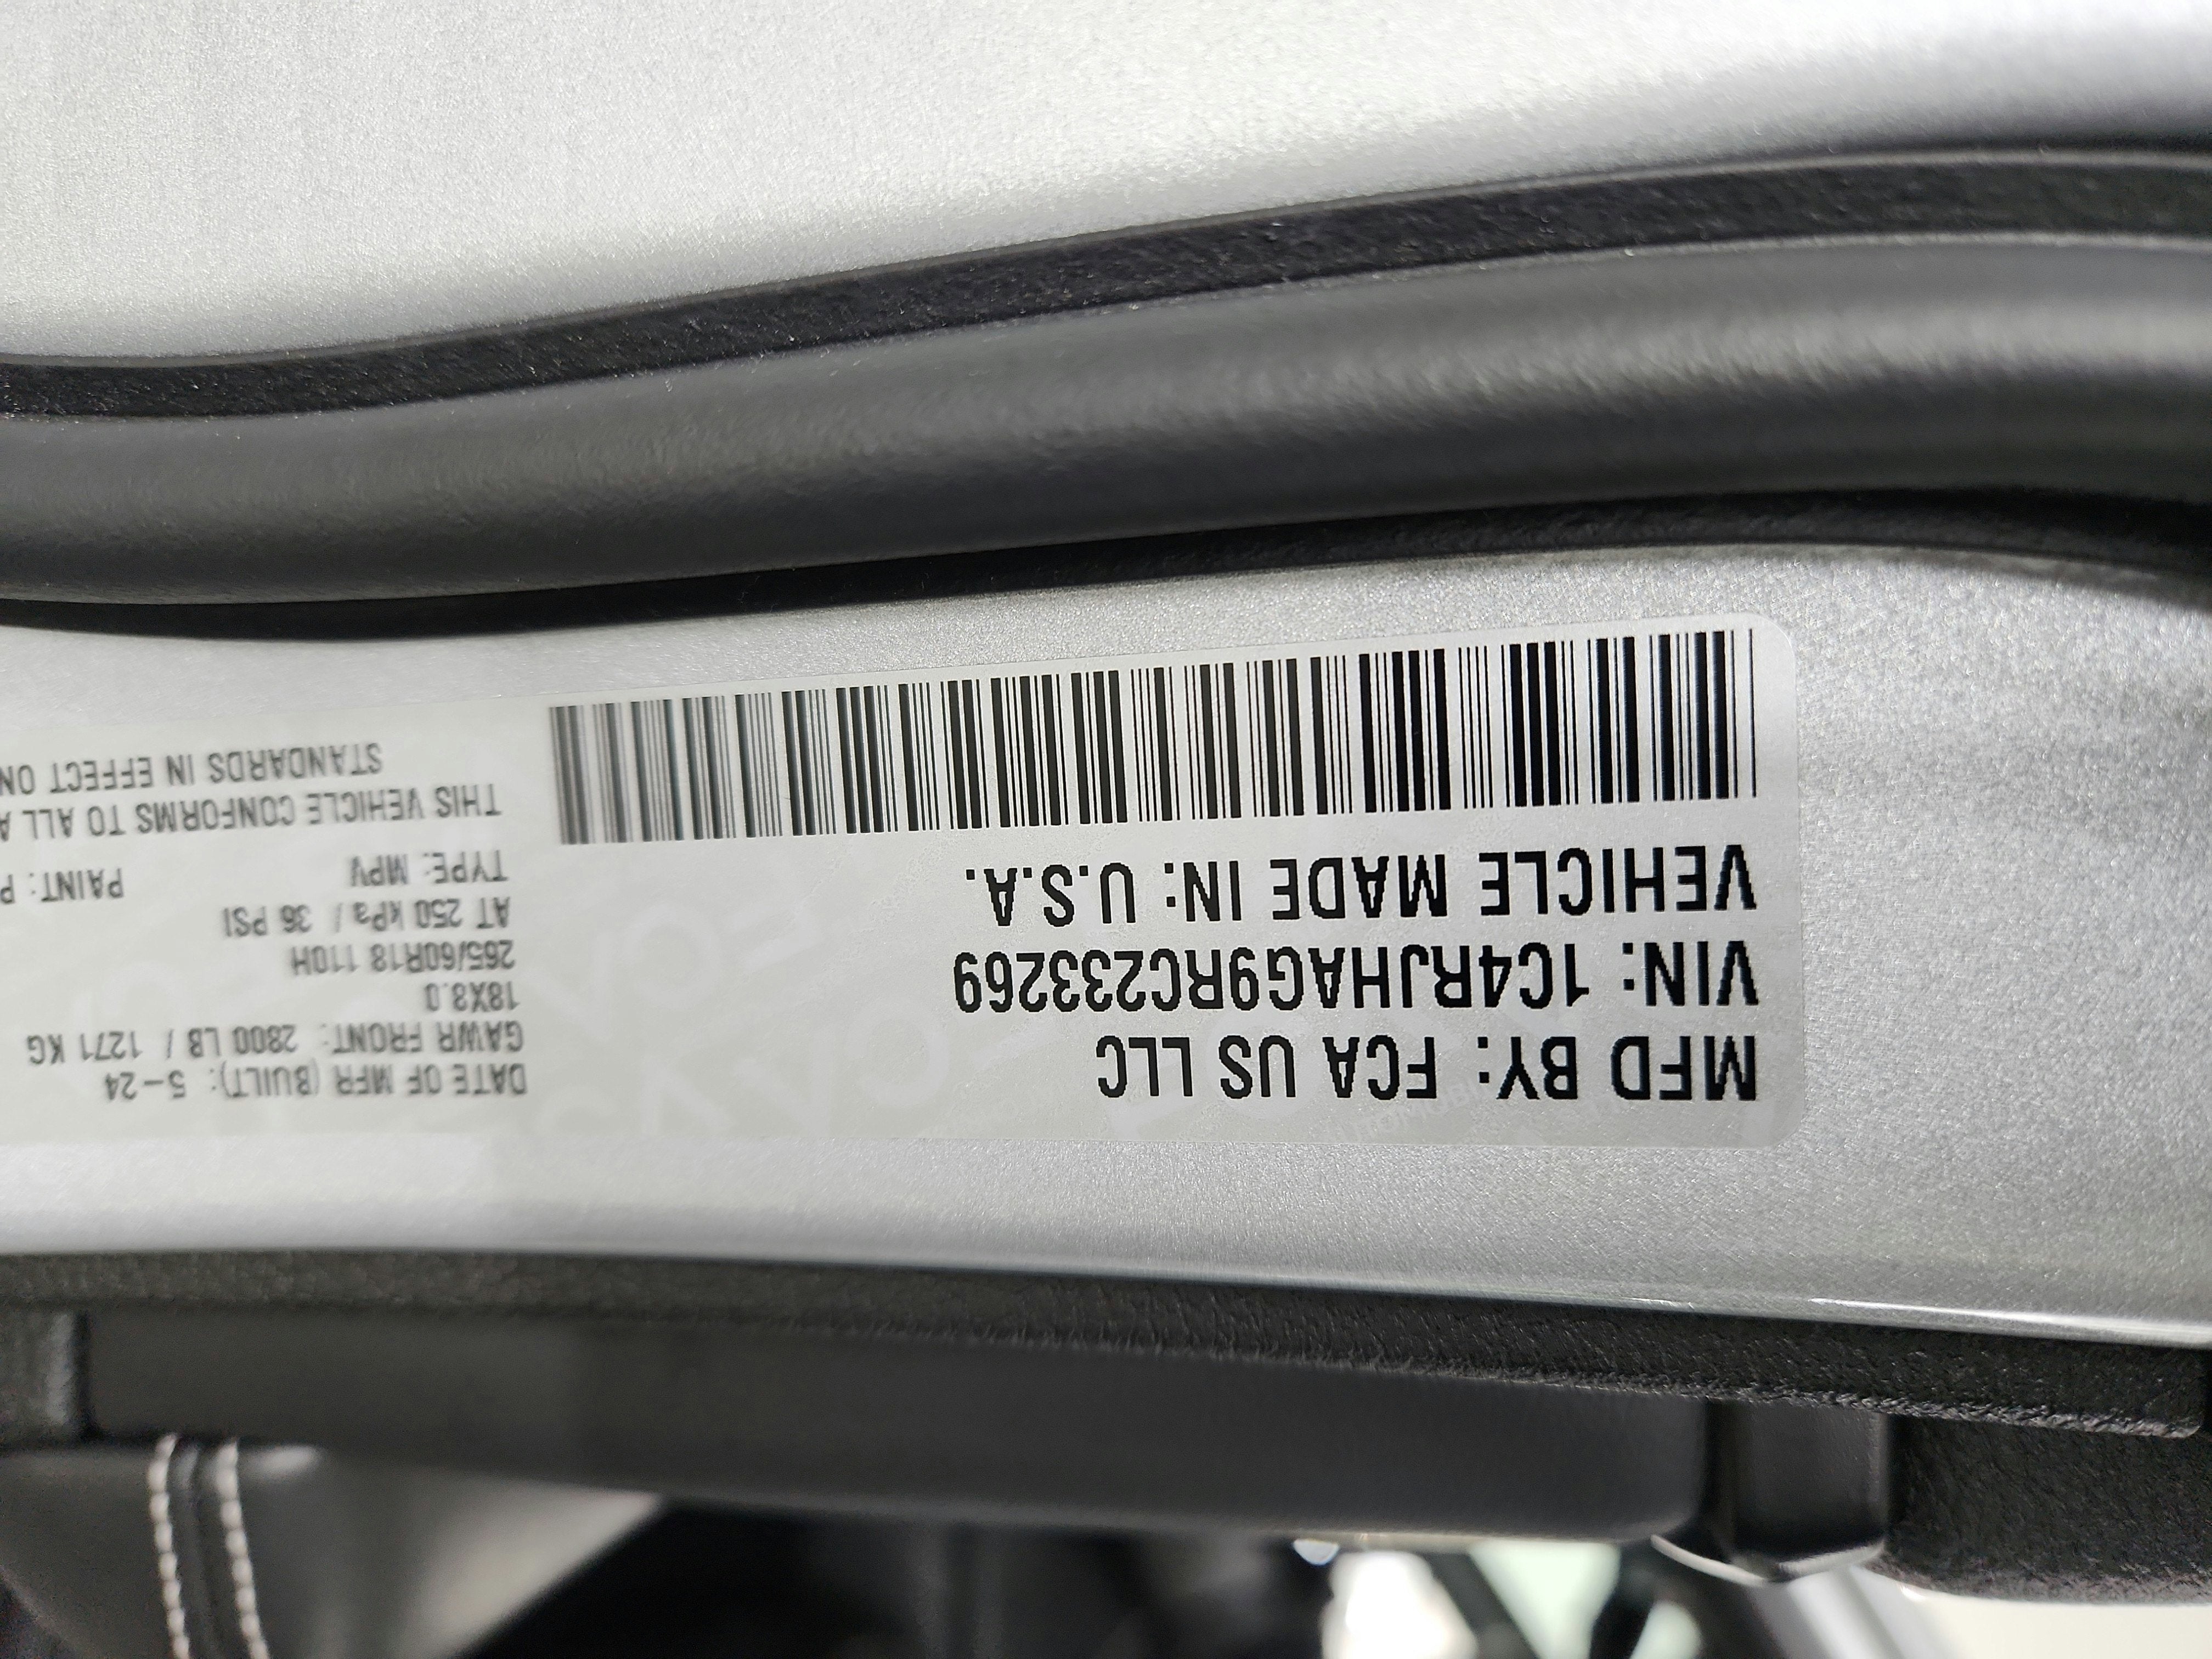 MFD BY: FCA US LLC
VIN: 1C4RJHAG9RC233269
VEHICLE MADE IN: U.S.A.
DATE OF MFR (BUILT): 5-24
GAWR FRONT: 2800 LB / 1271 KG
18X8.0
265/60R18 110H
AT 250 kPa / 36 PSI
TYPE: MPV PAINT: P
THIS VEHICLE CONFORMS TO ALL A
STANDARDS IN EFFECT ON